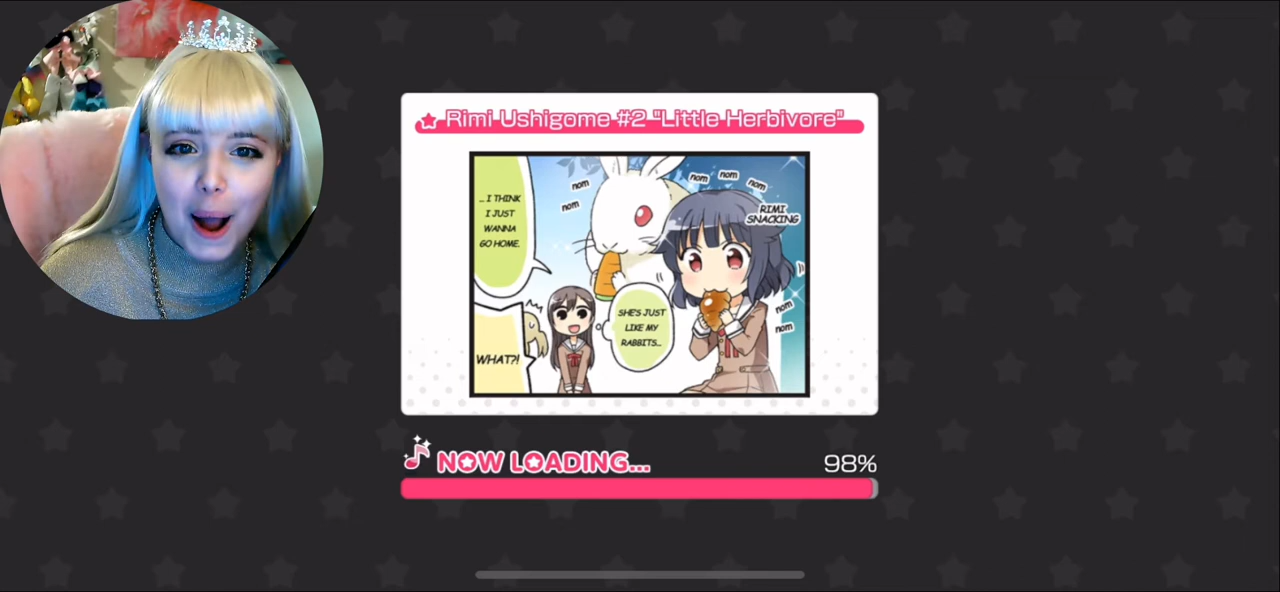 Rimi Ushigome #2 "Little Herbivore"
... I THINK
I JUST
WANNA
GO HOME.
nom
nom
nom
nom
nom
RIMI
SNACKING
SHE'S JUST
LIKE MY
RABBITS...
WHAT?!
nom
nom
NOW LOADING...
98%